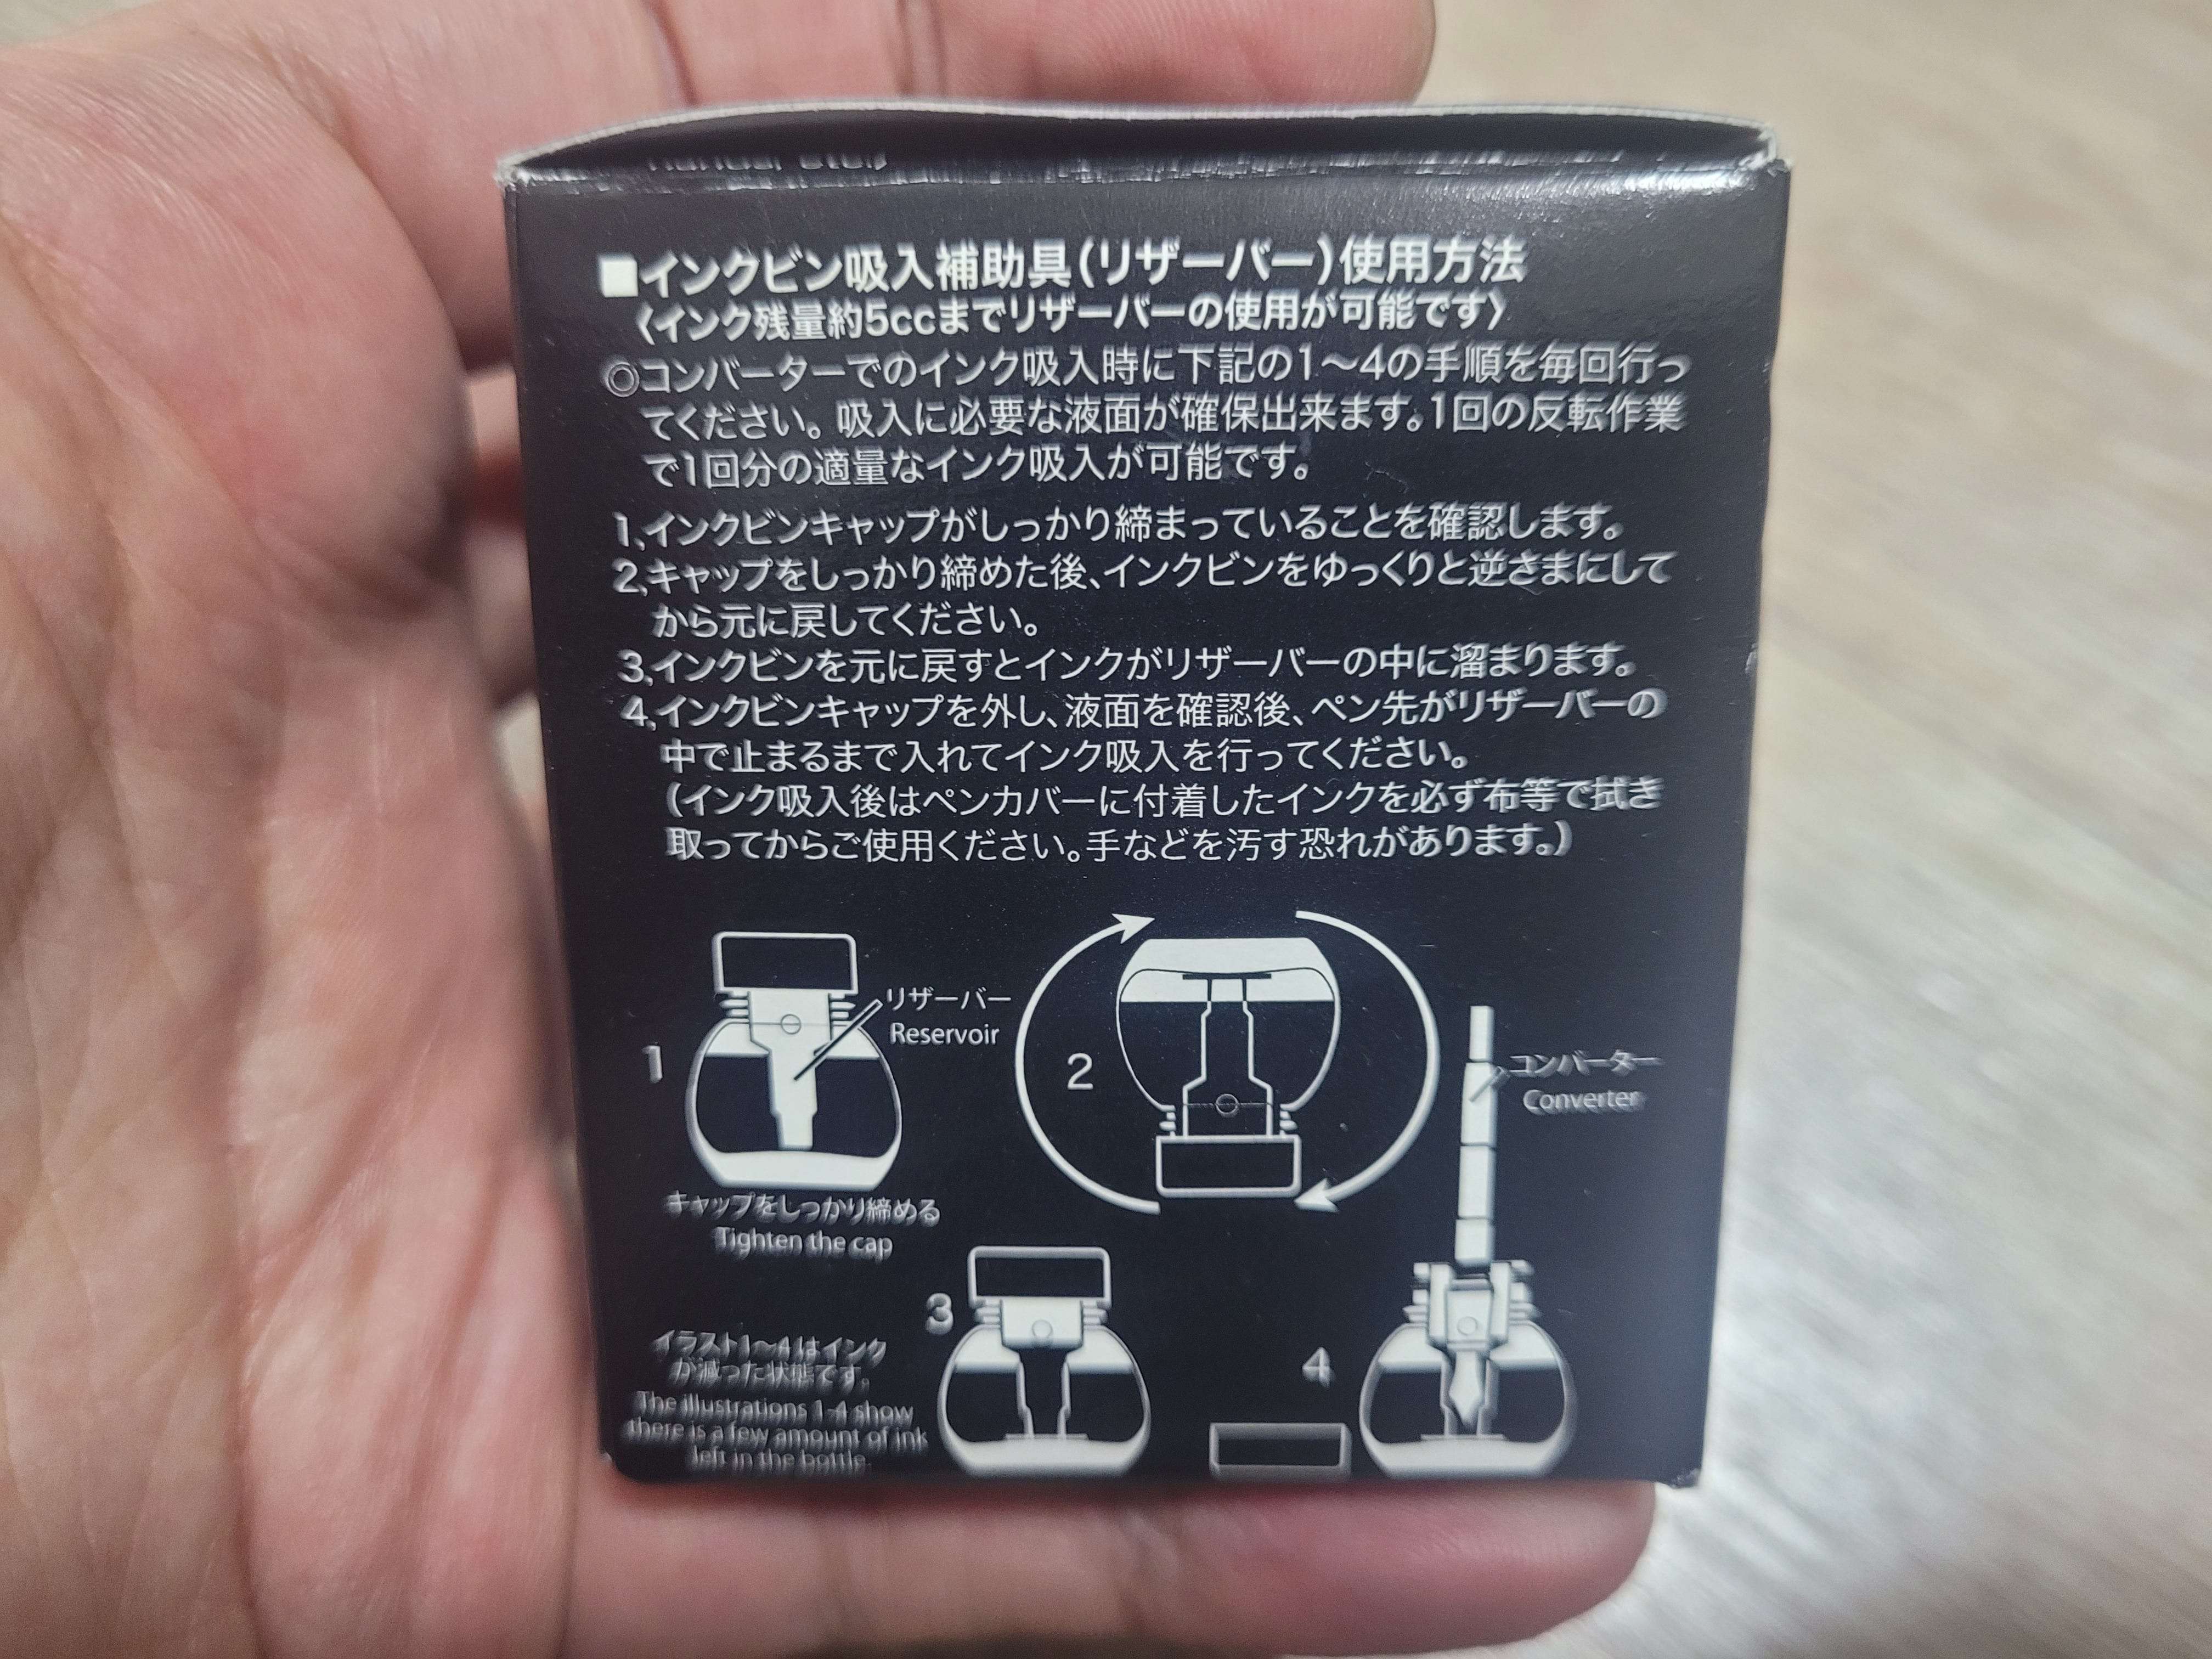 ■インクビン吸入補助具(リザーバー)使用方法
〈インク残量約5ccまでリザーバーの使用が可能です〉
◎コンバーターでのインク吸入時に下記の1～4の手順を毎回行っ
てください。吸入に必要な液面が確保出来ます。1回の反転作業
で1回分の適量なインク吸入が可能です。
1,インクビンキャップがしっかり締まっていることを確認します。
2,キャップをしっかり締めた後、インクビンをゆっくりと逆さまにして
から元に戻してください。
3,インクビンを元に戻すとインクがリザーバーの中に溜まります。
4,インクビンキャップを外し、液面を確認後、ペン先がリザーバーの
中で止まるまで入れてインク吸入を行ってください。
(インク吸入後はペンカバーに付着したインクを必ず布等で拭き
取ってからご使用ください。手などを汚す恐れがあります。)
リザーバー
Reservoir
1
キャップをしっかり締める
Tighten the cap
2
コンバーター
Converter
3
4
イラスト1～4はインク
が減った状態です。
The illustrations 1-4 show
there is a few amount of ink
left in the bottle.